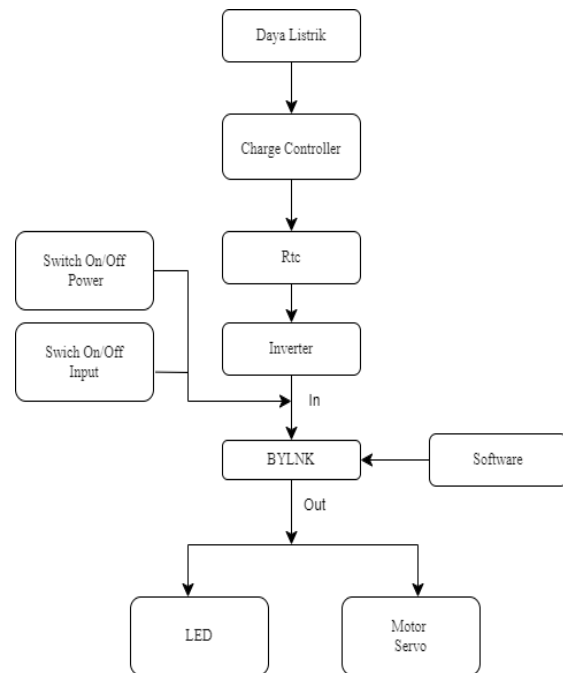 Daya Listrik
Charge Controller
Switch On/Off
Power
Rtc
Swich On/Off
Input
Inverter
In
BYLNK
Software
Out
LED
Motor
Servo